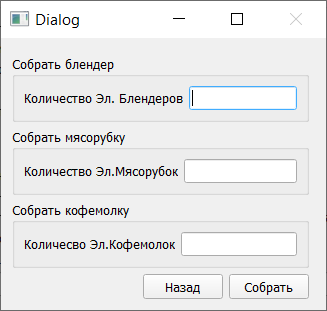 Dialog
Собрать блендер
Количество Эл. Блендеров
Собрать мясорубку
Количество Эл.Мясорубок
Собрать кофемолку
Количесво Эл.Кофемолок
Назад Собрать